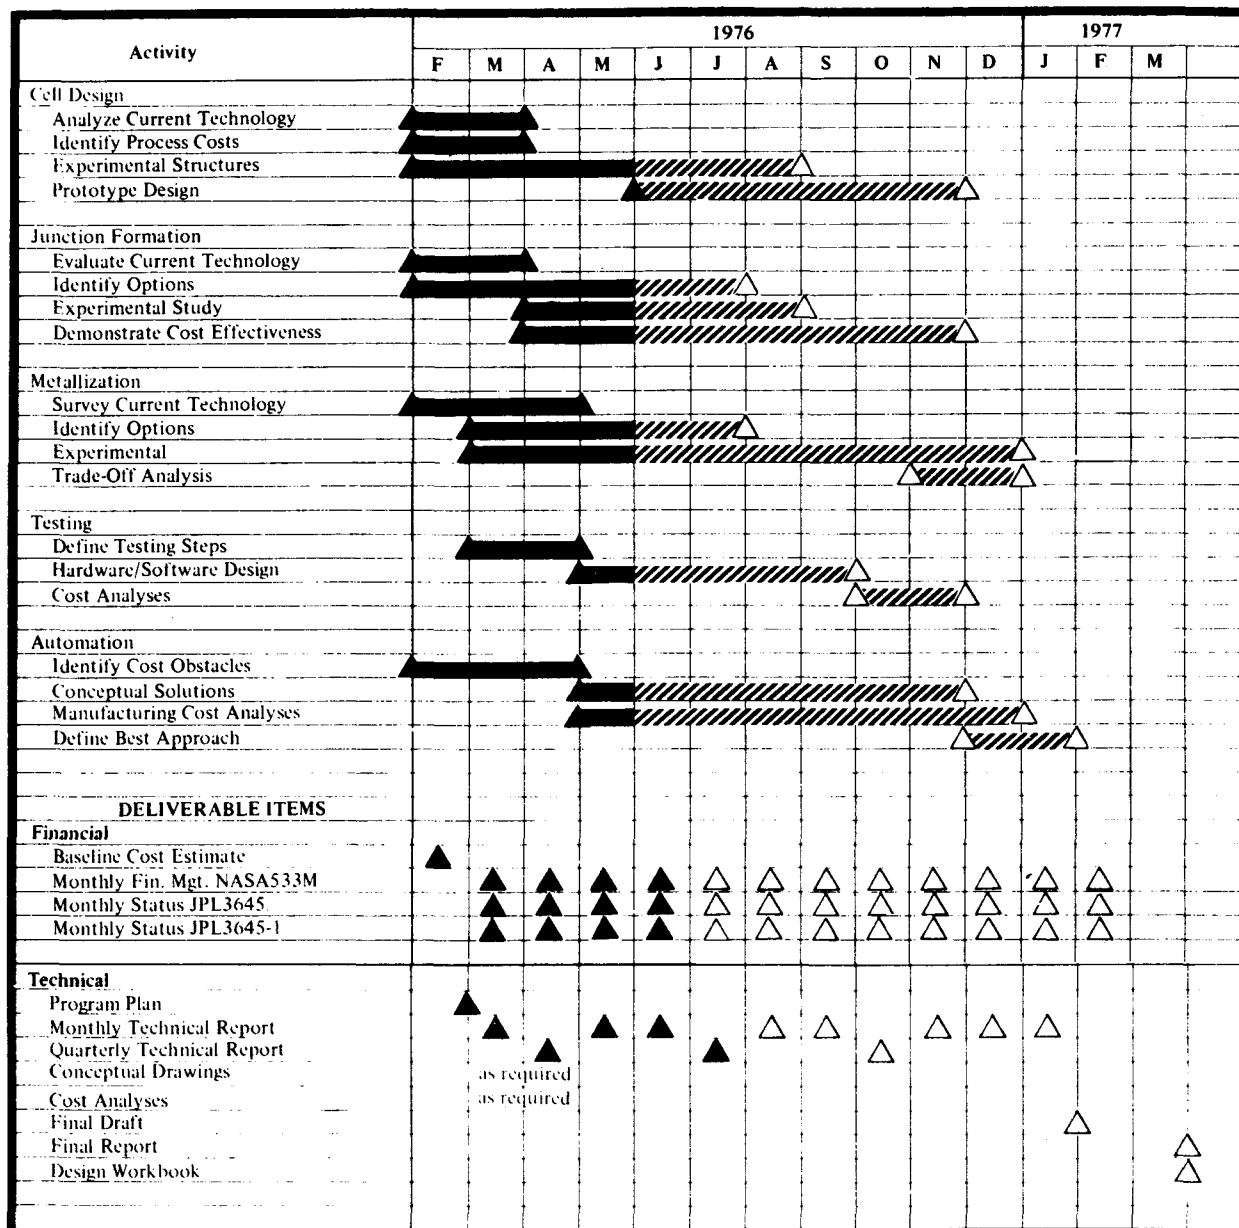 1976 1977
Activity
F M A M J J A S O N D J F M
Cell Design
Analyze Current Technology
Identify Process Costs
Experimental Structures
Prototype Design
Junction Formation
Evaluate Current Technology
Identify Options
Experimental Study
Demonstrate Cost Effectiveness
Metallization
Survey Current Technology
Identify Options
Experimental
Trade-Off Analysis
Testing
Define Testing Steps
Hardware/Software Design
Cost Analyses
Automation
Identify Cost Obstacles
Conceptual Solutions
Manufacturing Cost Analyses
Define Best Approach
DELIVERABLE ITEMS
Financial
Baseline Cost Estimate
Monthly Fin. Mgt. NASA533M
Monthly Status JPL3645
Monthly Status JPL3645-1
Technical
Program Plan
Monthly Technical Report
Quarterly Technical Report
Conceptual Drawings as required
Cost Analyses as required
Final Draft
Final Report
Design Workbook